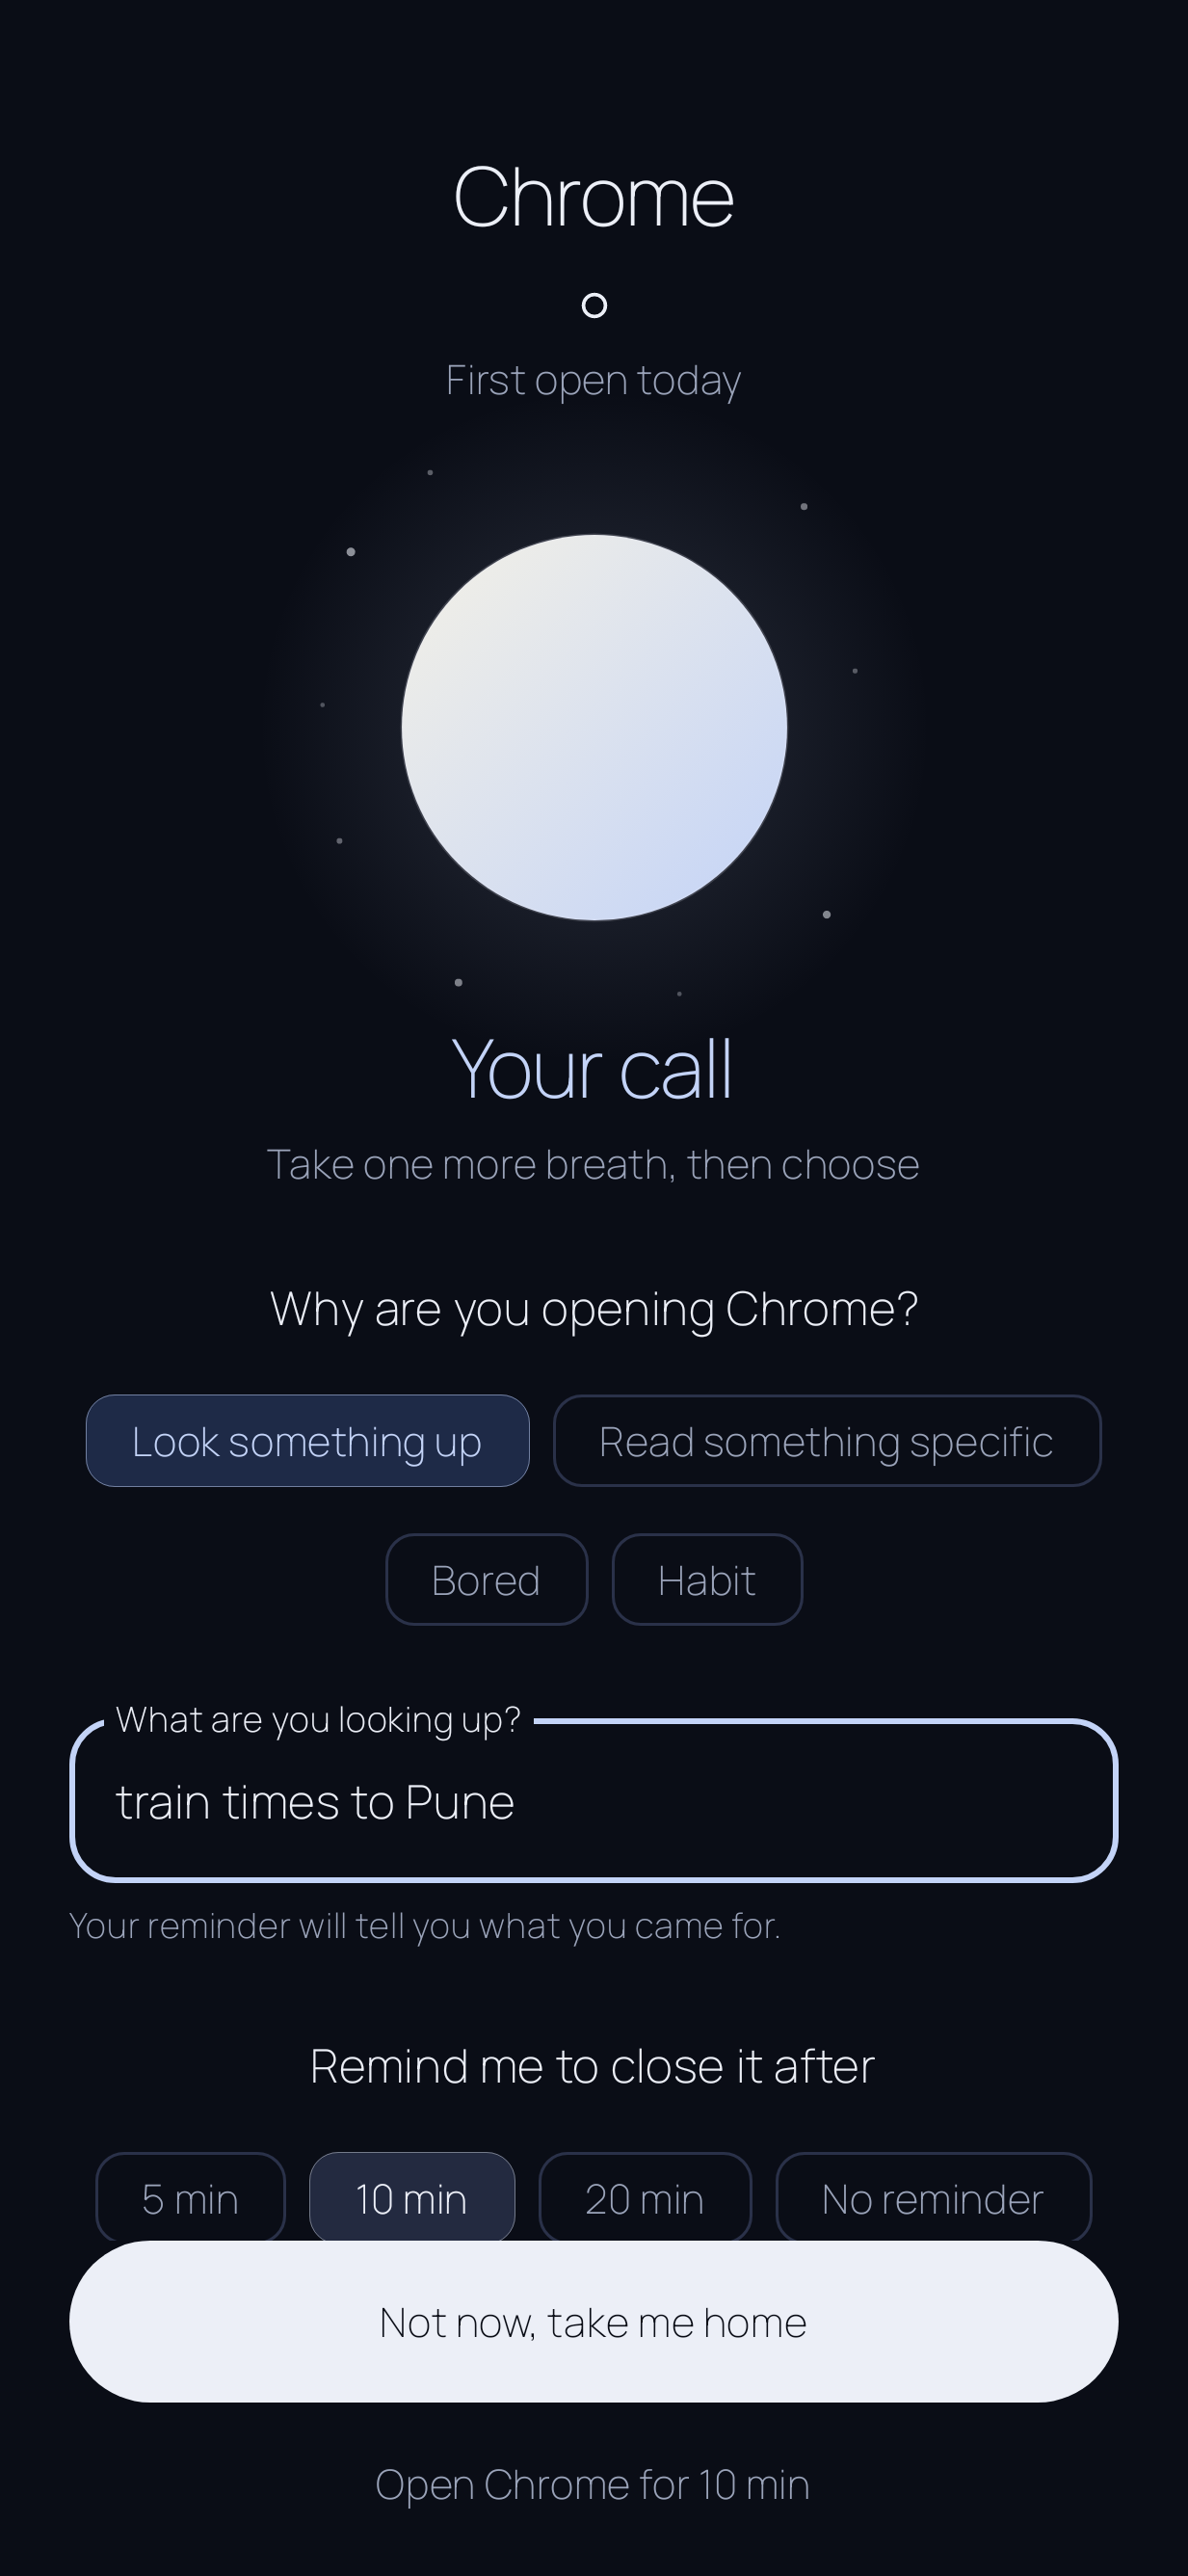 Chrome
First open today
Your call
Take one more breath, then choose
Why are you opening Chrome?
Look something up
Read something specific
Bored
Habit
What are you looking up?
train times to Pune
Your reminder will tell you what you came for.
Remind me to close it after
5 min
10 min
20 min
No reminder
Not now, take me home
Open Chrome for 10 min